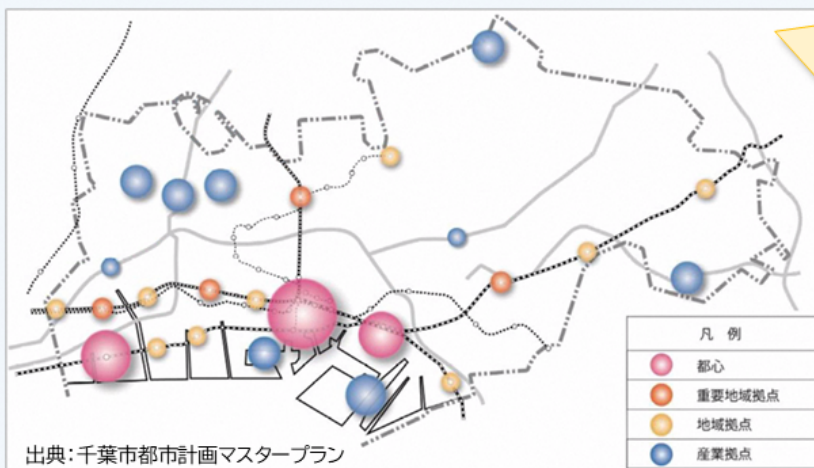 凡 例
都心
重要地域拠点
地域拠点
産業拠点
出典：千葉市都市計画マスタープラン